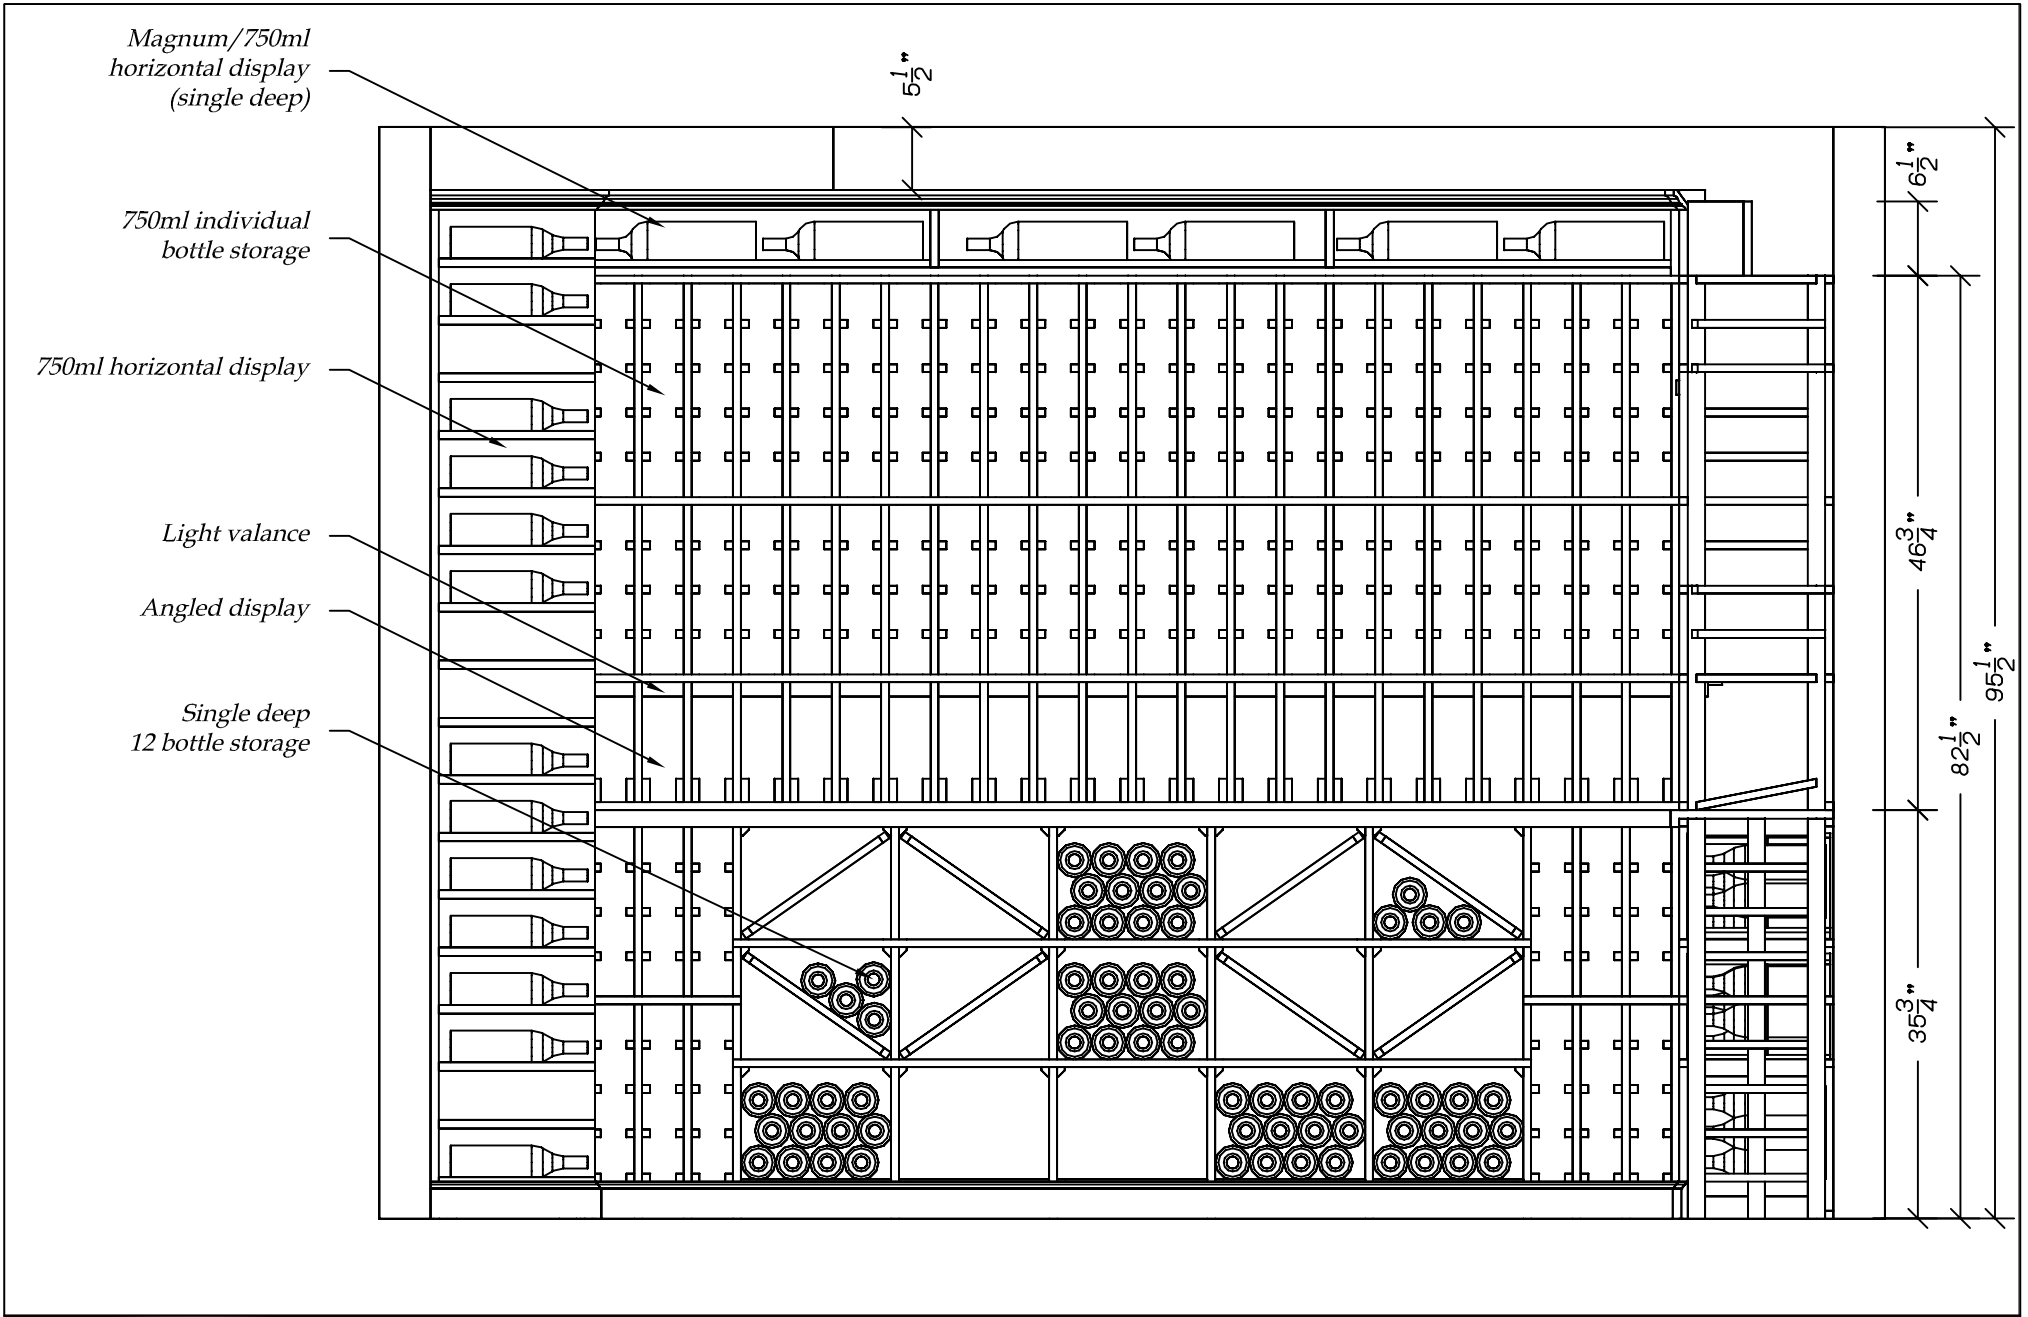 Magnum/750ml
horizontal display
(single deep)
750ml individual
bottle storage
750ml horizontal display
Light valance
Angled display
Single deep
12 bottle storage
5 1/2"
6 1/2"
46 3/4"
95 1/2"
82 1/2"
35 3/4"